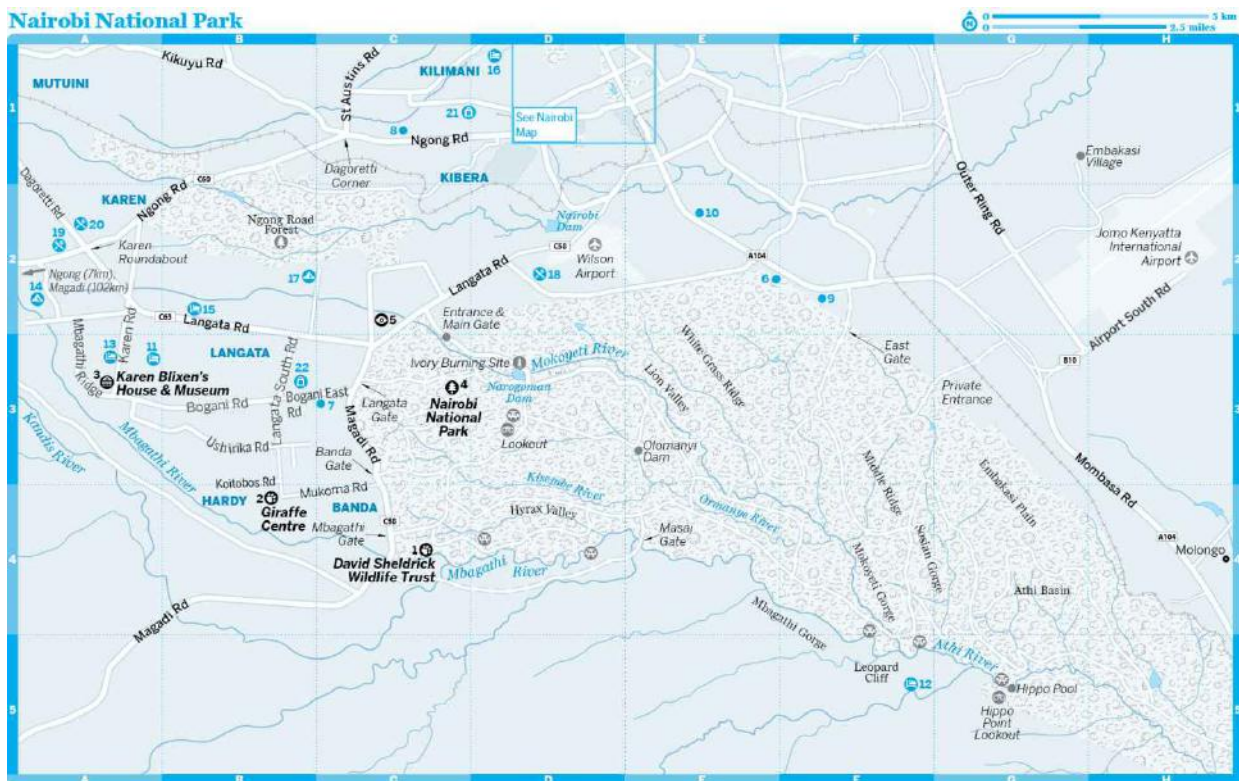 Nairobi National Park
N
0 5 km
0 2.5 miles
A B C D E F G H
1
2
3
4
5
MUTUINI
Kikuyu Rd
St Austins Rd
KILIMANI
16
21
8
Ngong Rd
See Nairobi
Map
Dagoretti
Corner
KIBERA
C60
Embakasi
Village
Outer Ring Rd
Dagoretti Rd
KAREN
Ngong Rd
20
19
Karen
Roundabout
Ngong Road
Forest
Nairobi
Dam
C58
Wilson
Airport
10
A104
Jomo Kenyatta
International
Airport
Ngong (7km),
Magadi (102km)
14
17
Langata Rd
18
6
9
15
C63
Langata Rd
5
Entrance &
Main Gate
Airport South Rd
Mbagathi
Ridge
Karen Rd
13
11
LANGATA
Langata South Rd
22
3
Karen Blixen's
House & Museum
Bogani Rd
Bogani East
Rd
7
Langata
Gate
Ivory Burning Site
Mokoyeti River
Narogoman
Dam
4
Nairobi
National
Park
Lookout
Lion Valley
White Grass Ridge
East
Gate
B10
Private
Entrance
Kandis River
Mbagathi River
Ushirika Rd
Magadi Rd
Banda
Gate
Olomanyi
Dam
Mombasa Rd
Koitobos Rd
Mukoma Rd
HARDY
2
Giraffe
Centre
BANDA
Mbagathi
Gate
C58
Kisembe River
Hyrax Valley
Ormanye River
Masai
Gate
Middle Ridge
Embakasi Plain
Sosian Gorge
Mokoyeti Gorge
1
David Sheldrick
Wildlife Trust
Mbagathi River
A104
Molongo
Athi Basin
Magadi Rd
Mbagathi Gorge
Athi River
Leopard
Cliff
12
Hippo Pool
Hippo
Point
Lookout
A B C D E F G H
1
2
3
4
5